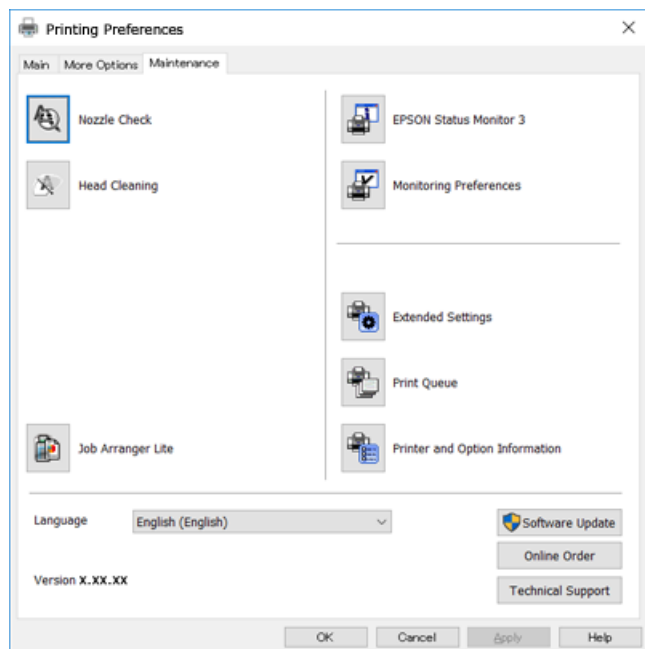 Printing Preferences
Main More Options Maintenance
Nozzle Check
Head Cleaning
Job Arranger Lite
EPSON Status Monitor 3
Monitoring Preferences
Extended Settings
Print Queue
Printer and Option Information
Language English (English)
Version X.XX.XX
Software Update
Online Order
Technical Support
OK Cancel Apply Help